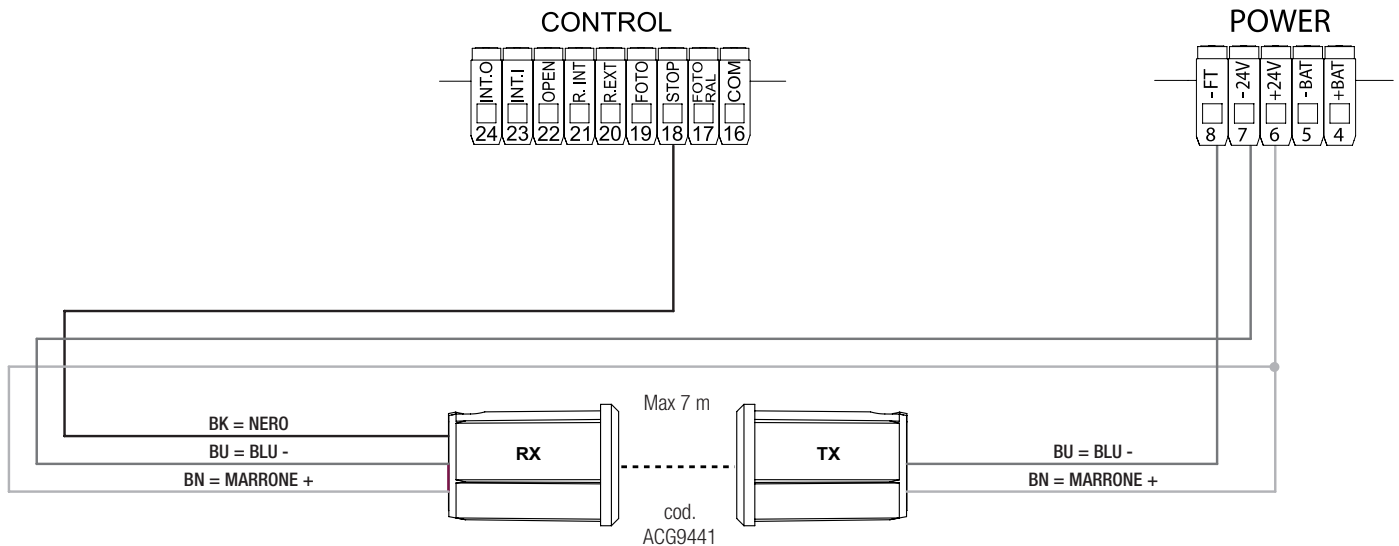 CONTROL
POWER
INT.O
INT.I
OPEN
R. INT
R.EXT
FOTO
STOP
FOTO
RAL
COM
24 23 22 21 20 19 18 17 16
- FT
- 24V
+24V
-BAT
+BAT
8 7 6 5 4
Max 7 m
BK = NERO
BU = BLU -
BN = MARRONE +
RX
TX
BU = BLU -
BN = MARRONE +
cod.
ACG9441